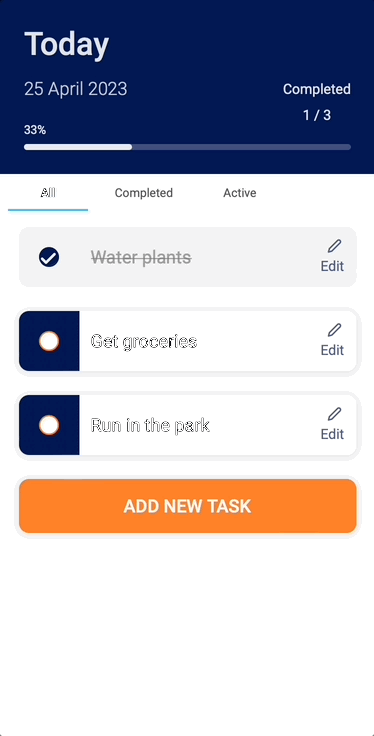 Today
25 April 2023
Completed
1 / 3
33%
All
Completed
Active
Water plants
Edit
Get groceries
Edit
Run in the park
Edit
ADD NEW TASK